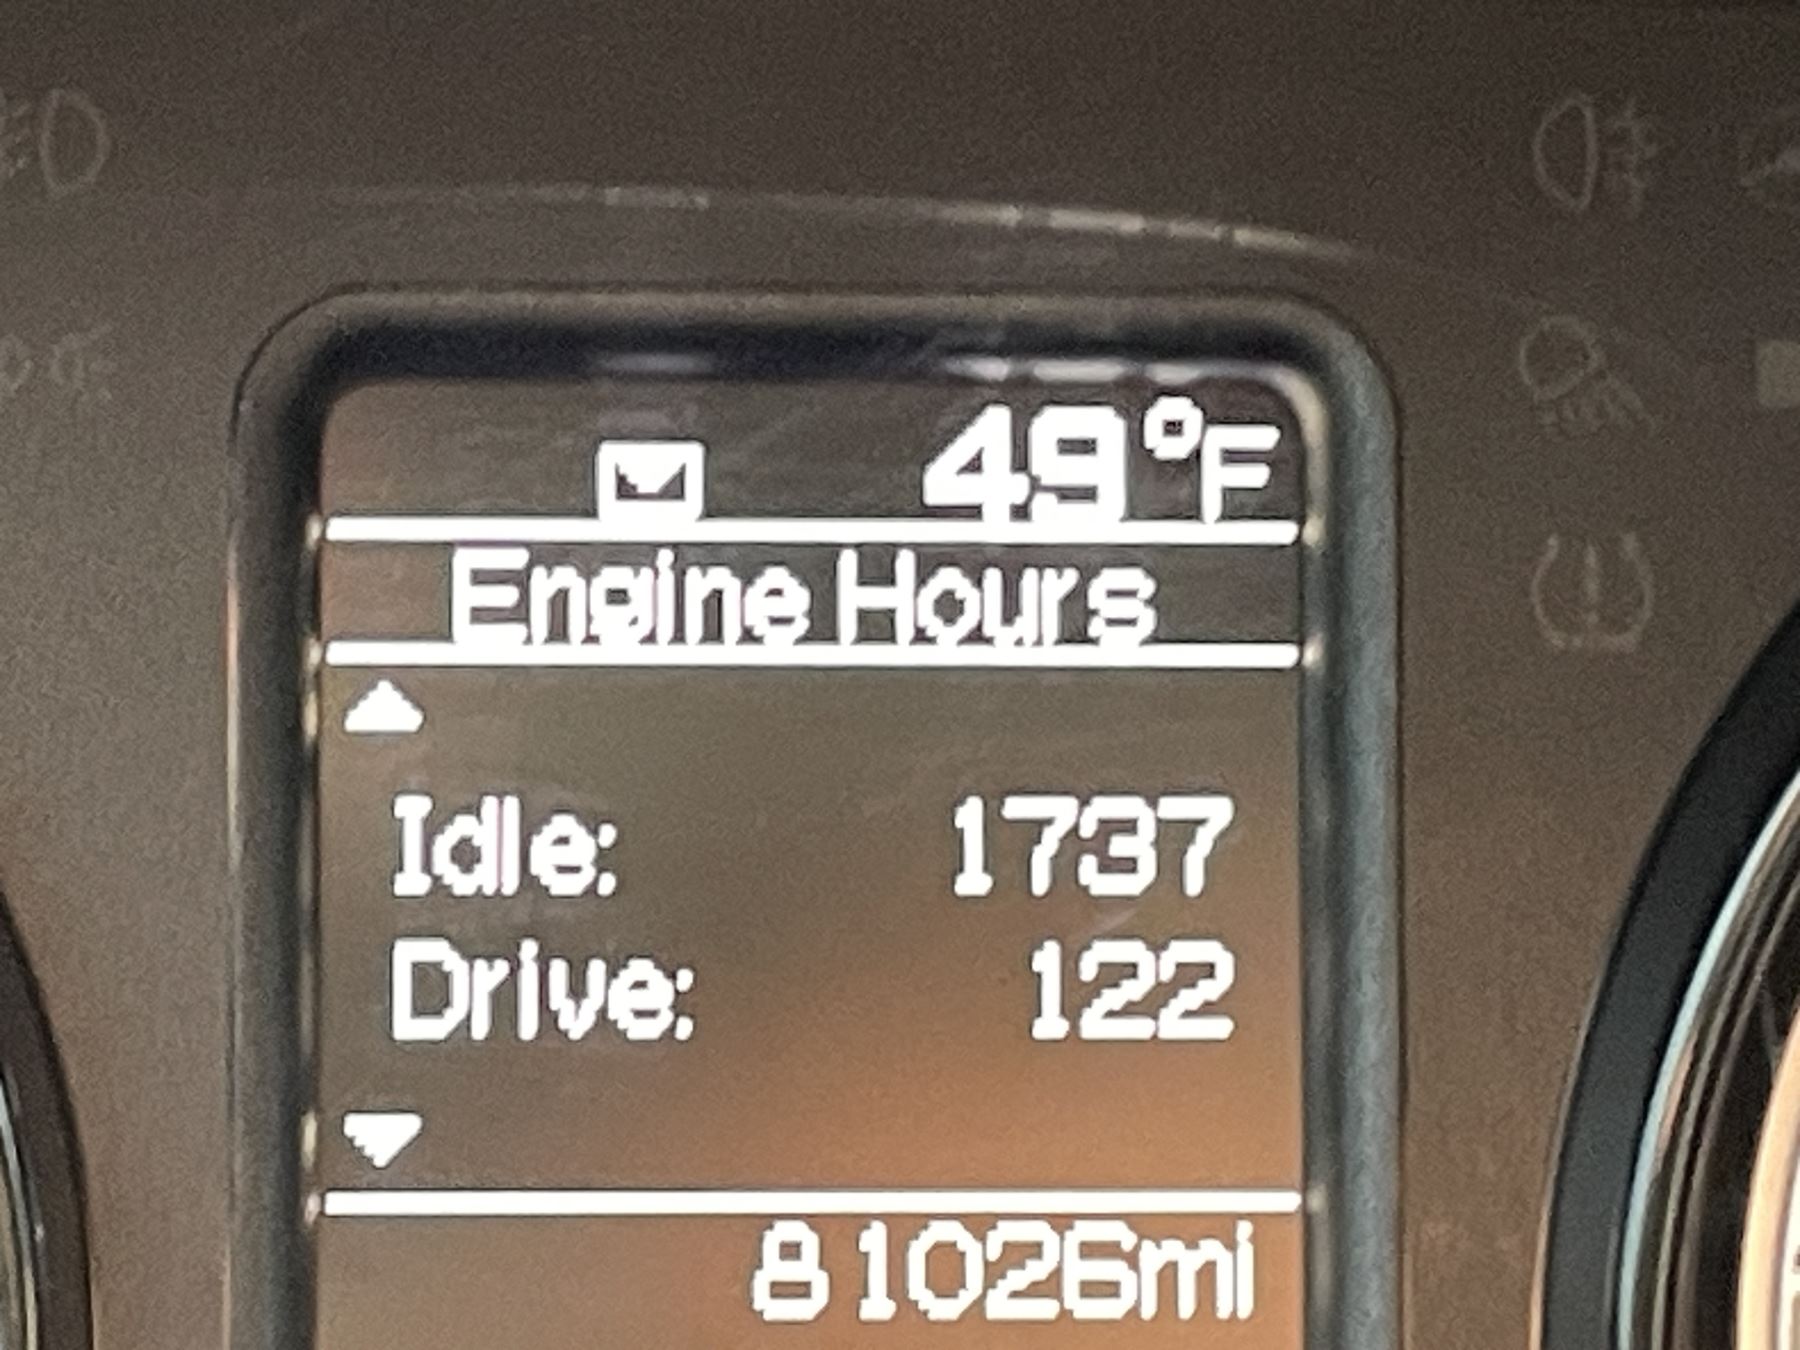 49°F
Engine Hours
Idle: 1737
Drive: 122
81026mi